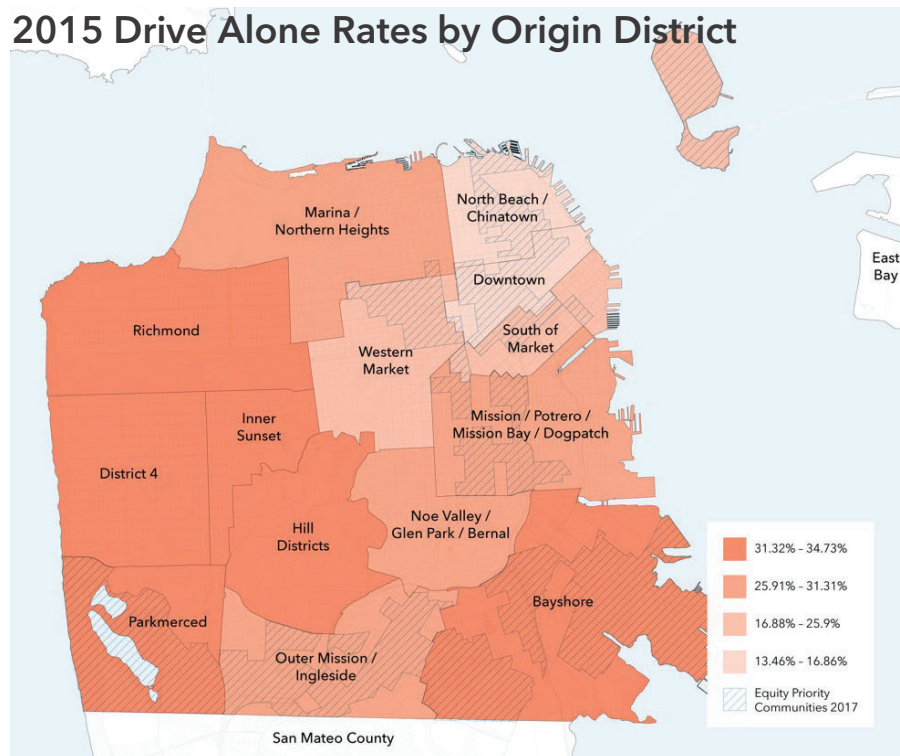 2015 Drive Alone Rates by Origin District
North Beach /
Chinatown
Marina /
Northern Heights
East
Bay
Downtown
Richmond
South of
Market
Western
Market
Inner
Sunset
Mission / Potrero /
Mission Bay / Dogpatch
District 4
Noe Valley /
Glen Park / Bernal
Hill
Districts
31.32% – 34.73%
25.91% – 31.31%
16.88% – 25.9%
13.46% – 16.86%
Equity Priority
Communities 2017
Bayshore
Parkmerced
Outer Mission /
Ingleside
San Mateo County